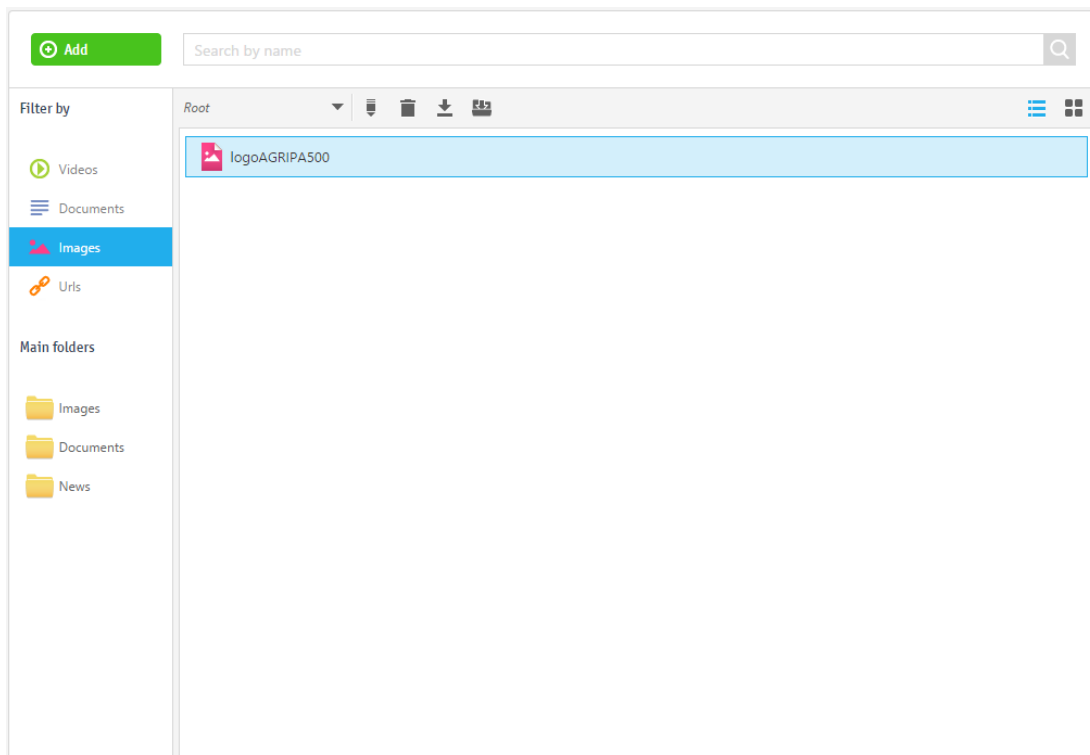 Add
Search by name
Filter by
Root
logoAGRIPA500
Videos
Documents
Images
Urls
Main folders
Images
Documents
News